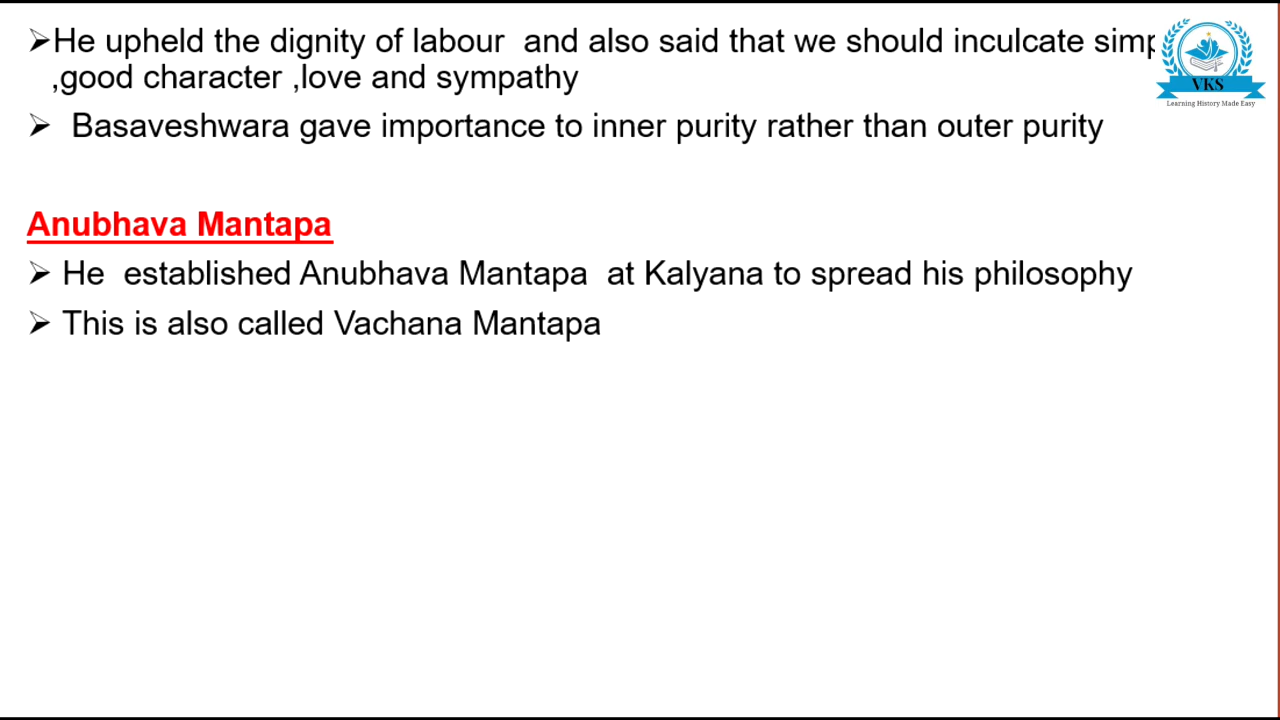 ➢He upheld the dignity of labour and also said that we should inculcate
,good character ,love and sympathy
➢ Basaveshwara gave importance to inner purity rather than outer purity
Anubhava Mantapa
➢ He established Anubhava Mantapa at Kalyana to spread his philosophy
➢ This is also called Vachana Mantapa
VKS
Learning History Made Easy